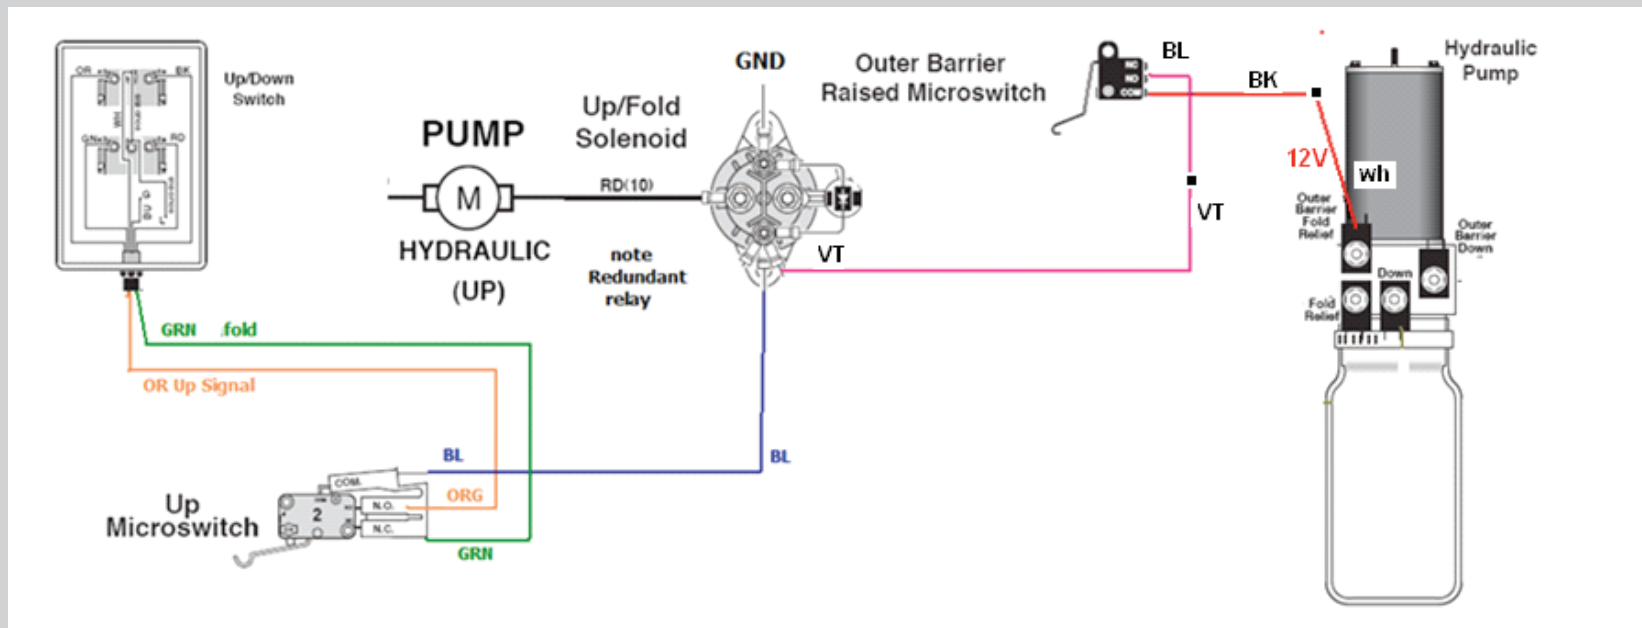 OR
BK
Up/Down
Switch
WH
GN
RD
GND
Up/Fold
Solenoid
PUMP
M
RD(10)
HYDRAULIC
(UP)
note
Redundant
relay
VT
Outer Barrier
Raised Microswitch
NC
NO
COM
BL
BK
VT
12V
wh
Hydraulic
Pump
Outer
Barrier
Fold
Relief
Outer
Barrier
Down
Down
Fold
Relief
GRN fold
OR Up Signal
BL
BL
COM.
ORG
N.O.
2
N.C.
GRN
Up
Microswitch